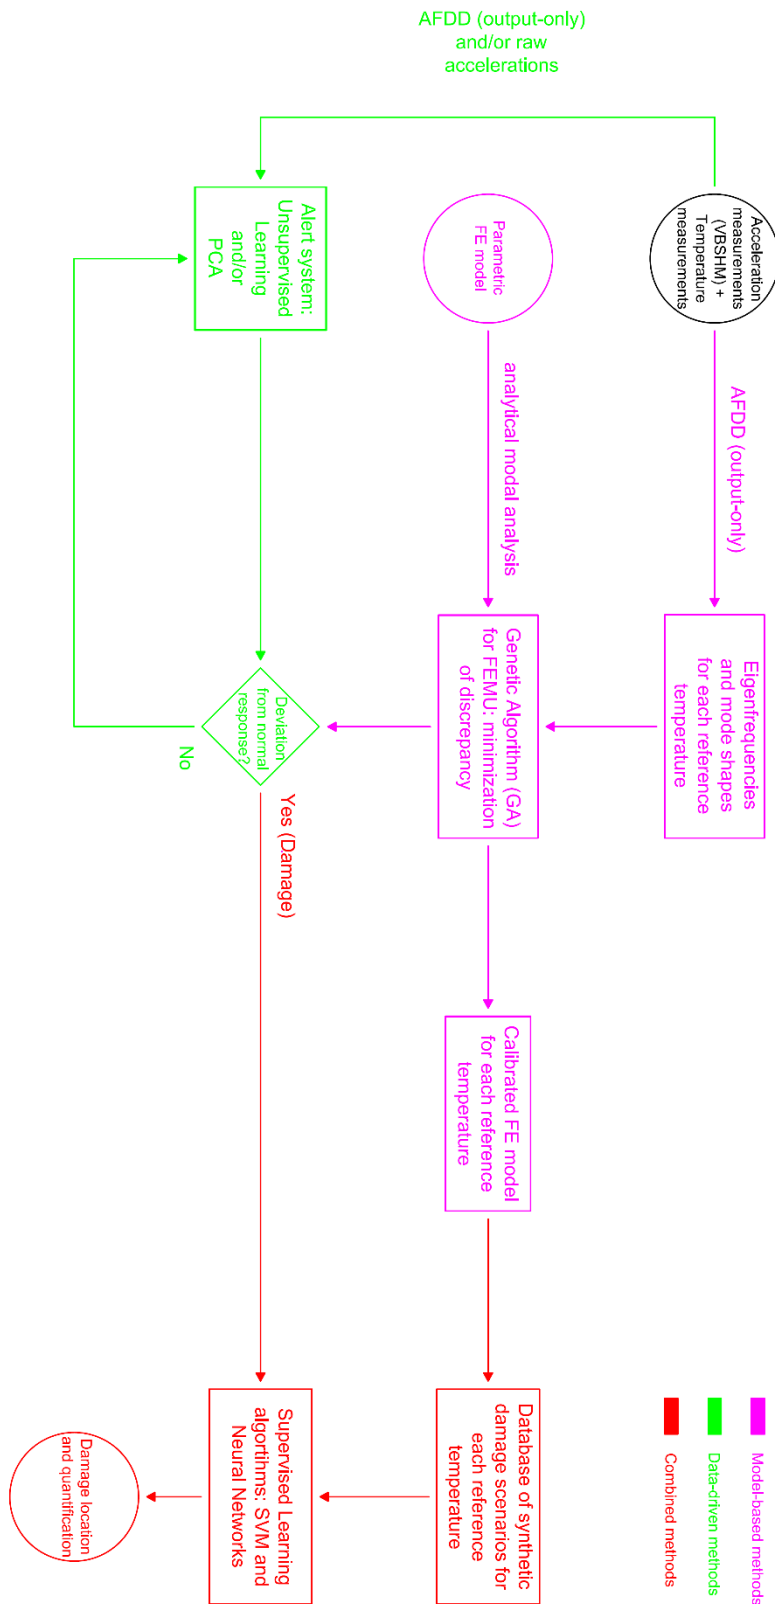 AFDD (output-only)
and/or raw
accelerations
Acceleration
measurements
(VBSHM) +
Temperature
measurements
AFDD (output-only)
Eigenfrequencies
and mode shapes
for each reference
temperature
Model-based methods
Data-driven methods
Combined methods
Parametric
FE model
analytical modal analysis
Genetic Algorithm (GA)
for FEMU: minimization
of discrepancy
Calibrated FE model
for each reference
temperature
Database of synthetic
damage scenarios for
each reference
temperature
Alert system:
Unsupervised
Learning
and/or
PCA
Deviation
from normal
response?
No
Yes (Damage)
Supervised Learning
algortihms: SVM and
Neural Networks
Damage location
and quantification